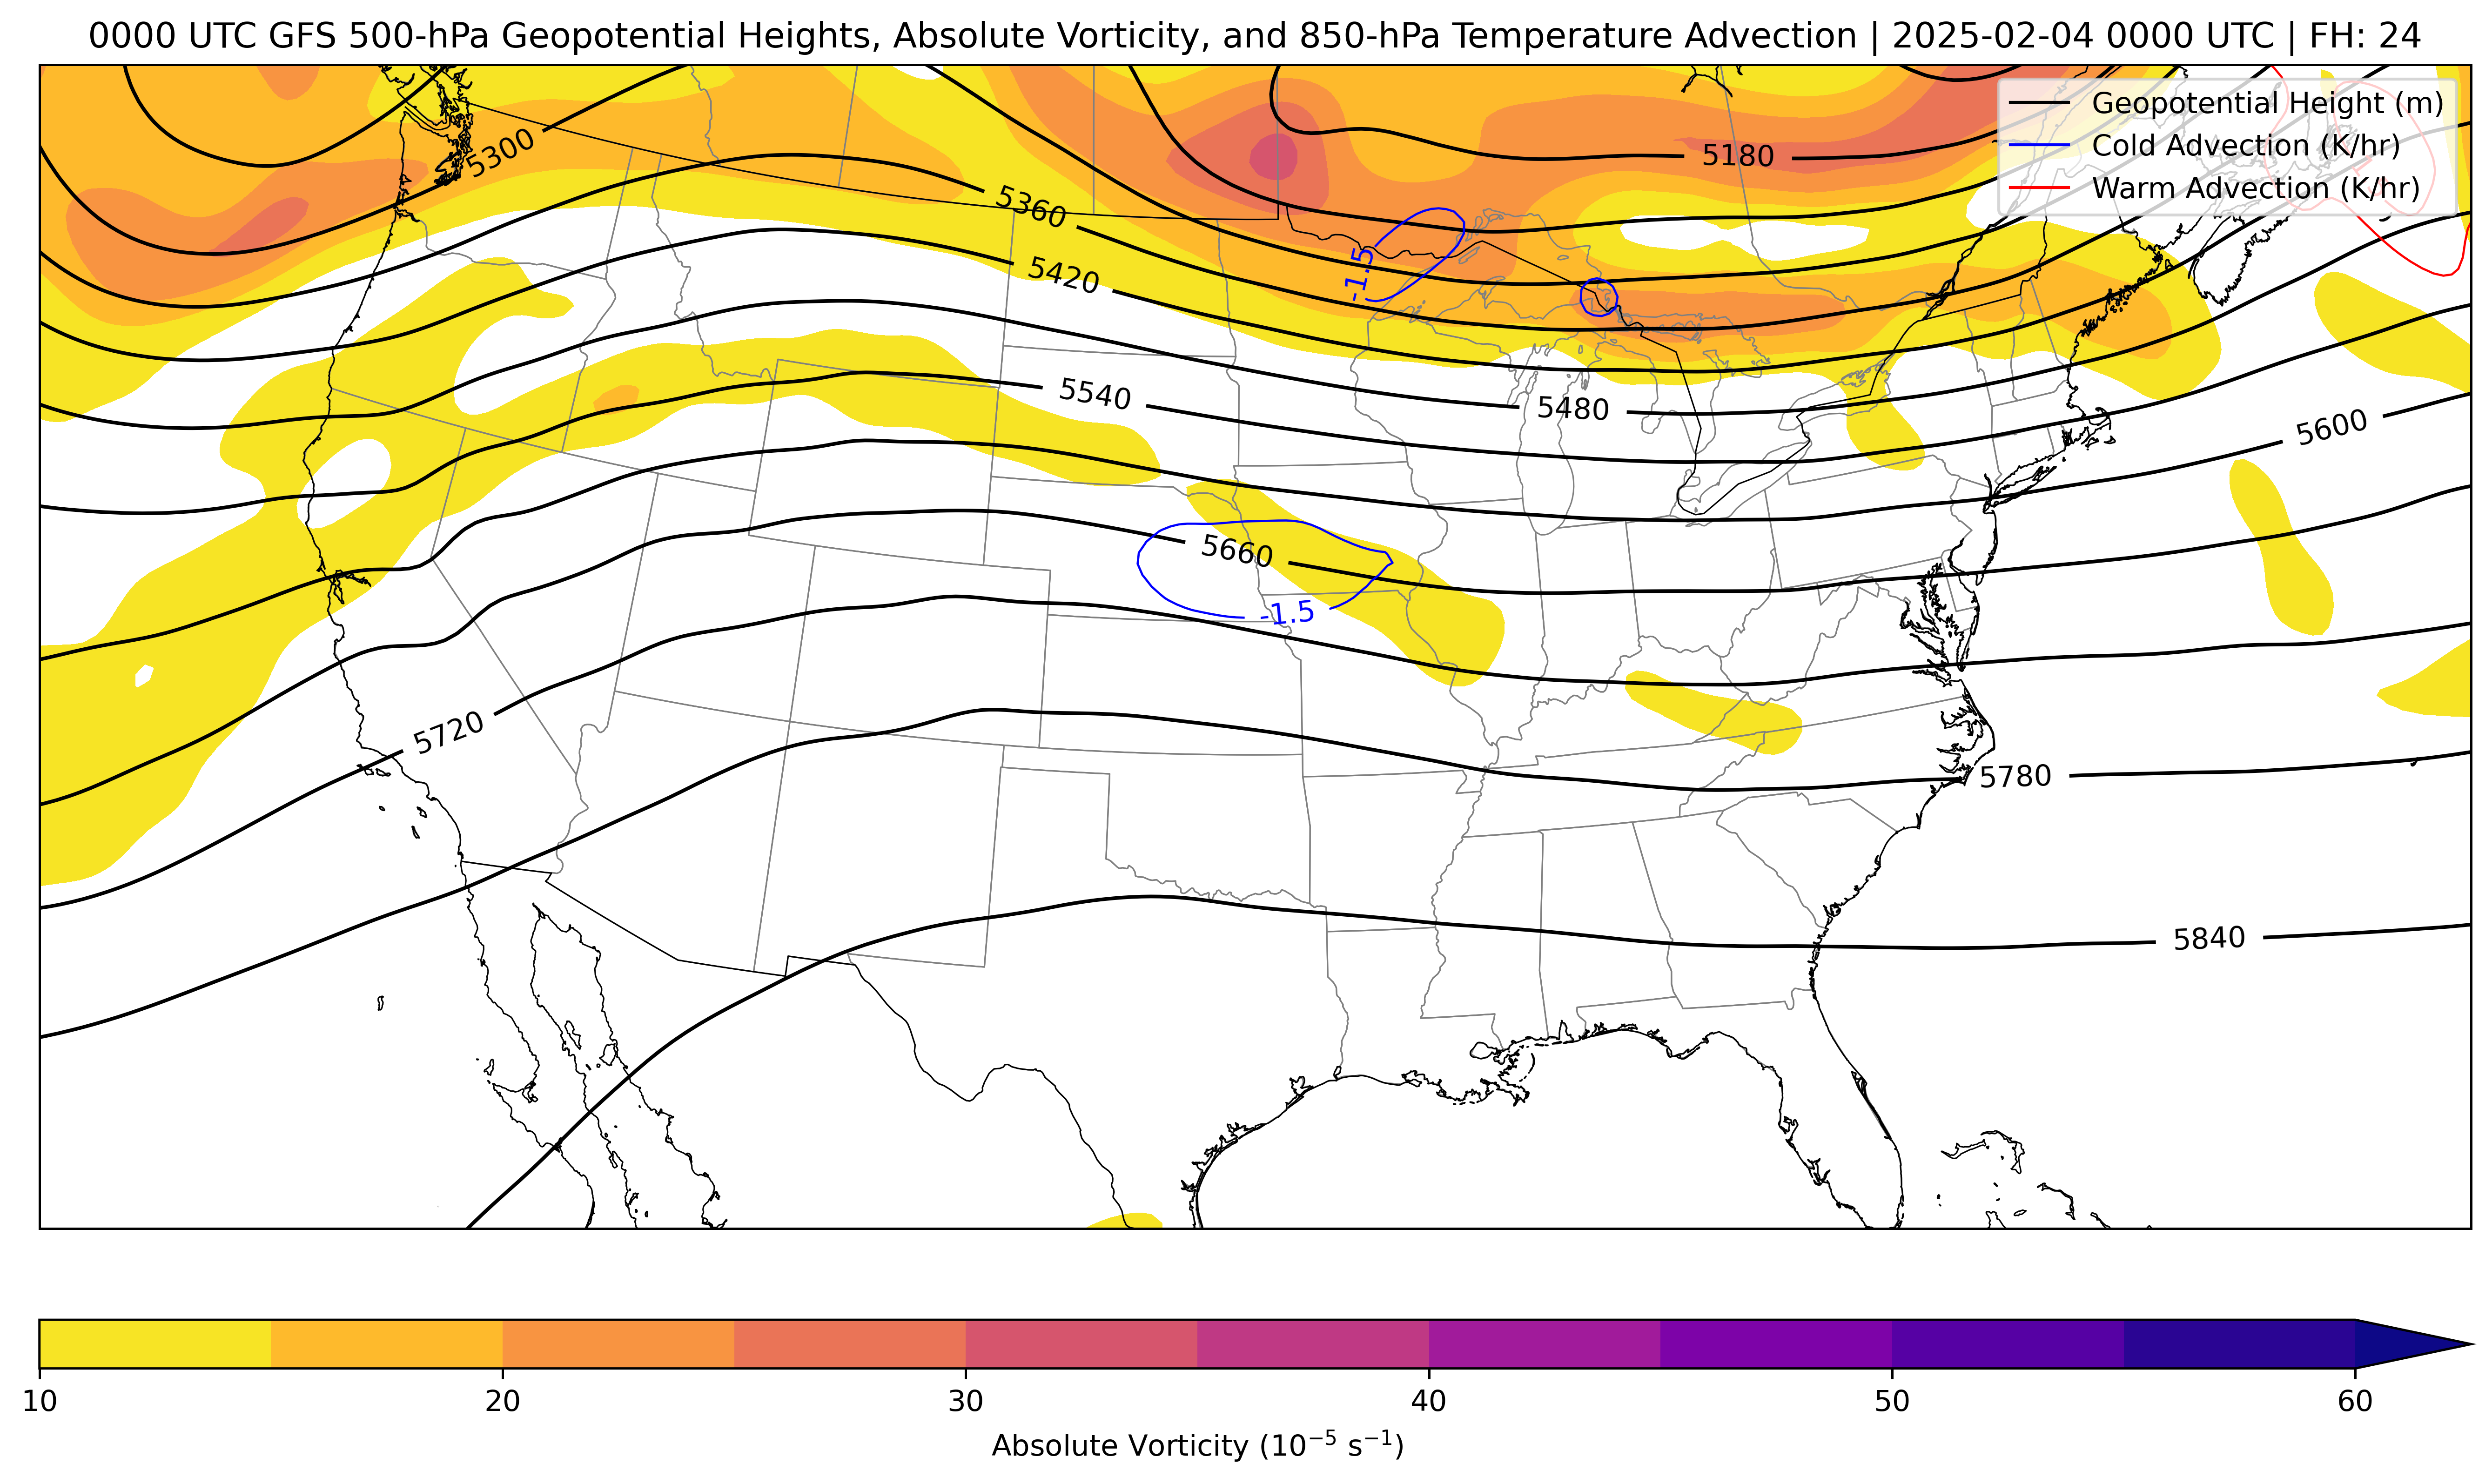 0000 UTC GFS 500-hPa Geopotential Heights, Absolute Vorticity, and 850-hPa Temperature Advection | 2025-02-04 0000 UTC | FH: 24
Geopotential Height (m)
Cold Advection (K/hr)
Warm Advection (K/hr)
5300
5180
5360
5420
-1.5
5540
5480
5600
5660
-1.5
5720
5780
5840
10 20 30 40 50 60
Absolute Vorticity (10⁻⁵ s⁻¹)